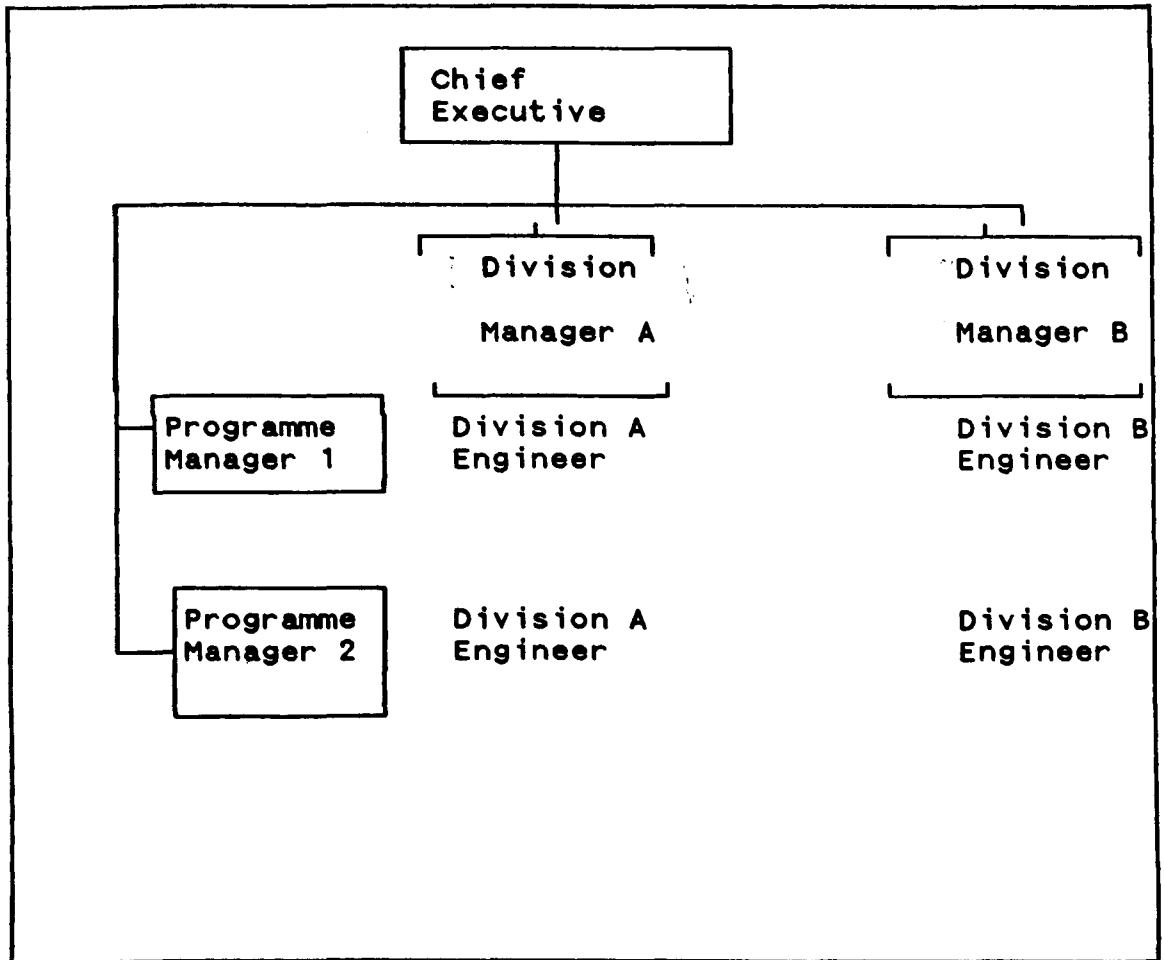 Chief
Executive
Division
Manager A
Division
Manager B
Programme
Manager 1
Division A
Engineer
Division B
Engineer
Programme
Manager 2
Division A
Engineer
Division B
Engineer